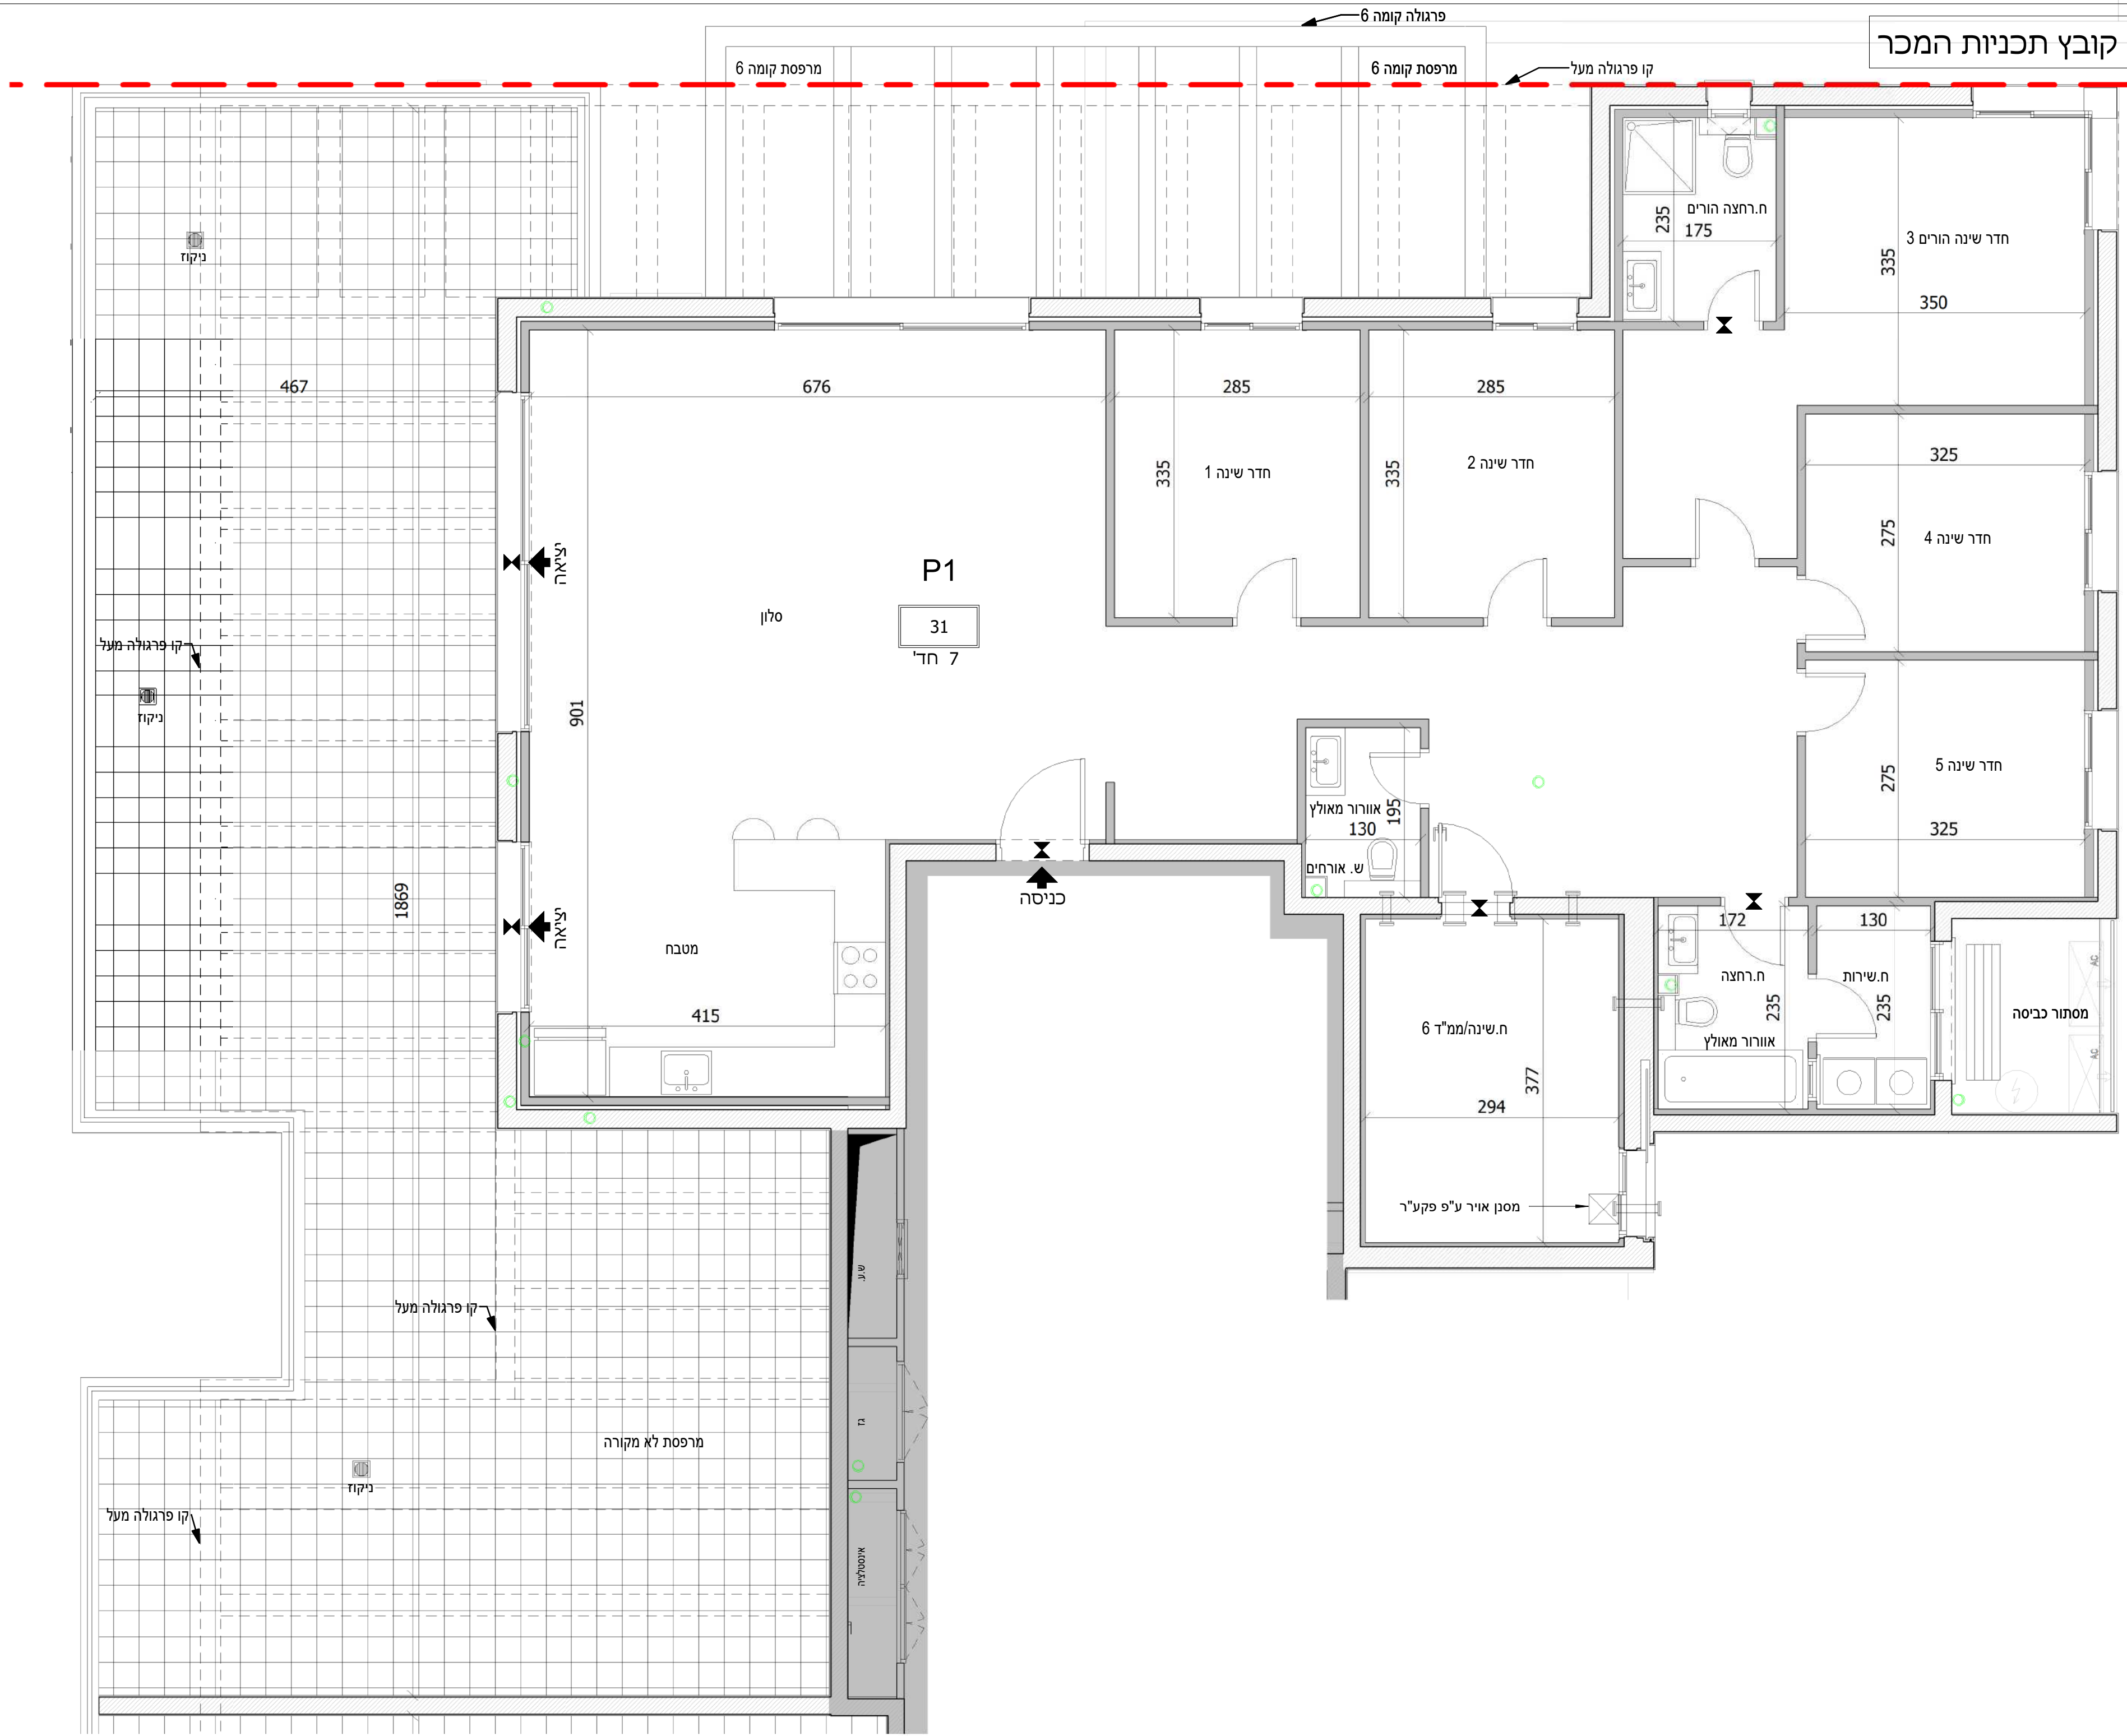 קובץ תכניות המכר
פרגולה קומה 6
מרפסת קומה 6
מרפסת קומה 6
קו פרגולה מעל
ח.רחצה הורים
235
175
חדר שינה הורים 3
335
350
ניקוז
467
676
285
285
335
חדר שינה 1
335
חדר שינה 2
325
275
חדר שינה 4
יציאה
P1
31
7 חד'
סלון
קו פרגולה מעל
ניקוז
901
חדר שינה 5
275
325
אוורור מאולץ
195
130
ש. אורחים
כניסה
1869
יציאה
מטבח
415
172
130
ח.רחצה
ח.שירות
235
235
אוורור מאולץ
מסתור כביסה
AC
AC
ח.שינה/ממ"ד 6
377
294
מסנן אויר ע"פ פקע"ר
ש.ע.
קו פרגולה מעל
גז
מרפסת לא מקורה
ניקוז
קו פרגולה מעל
אינסטלציה